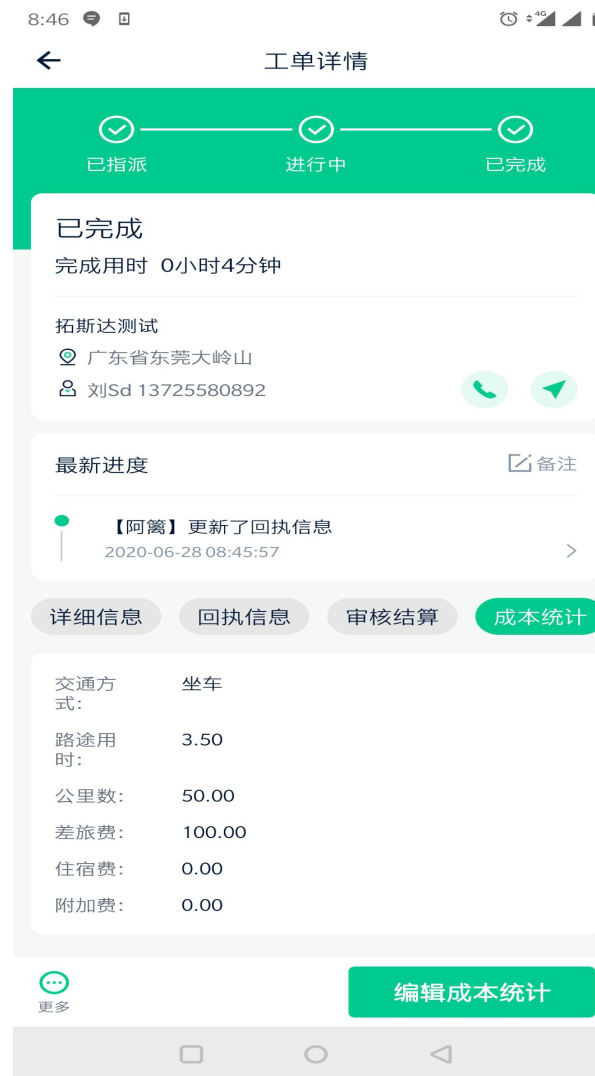 8:46
4G
工单详情
已指派 进行中 已完成
已完成
完成用时 0小时4分钟
拓斯达测试
广东省东莞大岭山
刘Sd 13725580892
最新进度 备注
【阿篱】更新了回执信息
2020-06-28 08:45:57
详细信息 回执信息 审核结算 成本统计
交通方 坐车
式:
路途用 3.50
时:
公里数: 50.00
差旅费: 100.00
住宿费: 0.00
附加费: 0.00
更多 编辑成本统计